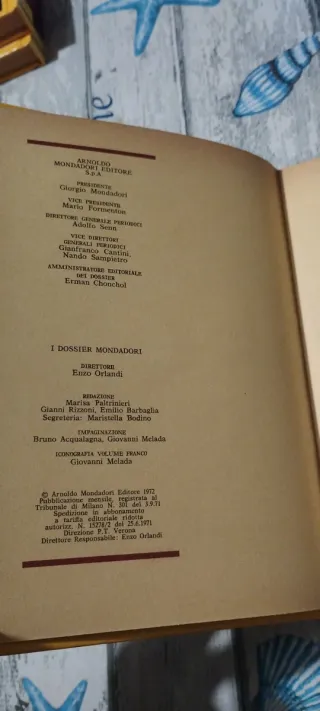 ARNOLDO
MONDADORI EDITORE
S.p.A
PRESIDENTE
Giorgio Mondadori
VICE PRESIDENTE
Mario Formenton
DIRETTORE GENERALE PERIODICI
Adolfo Senn
VICE DIRETTORI
GENERALI PERIODICI
Gianfranco Cantini,
Nando Sampietro
AMMINISTRATORE EDITORIALE
DEI DOSSIER
Erman Chonchol
I DOSSIER MONDADORI
DIRETTORE
Enzo Orlandi
REDAZIONE
Marisa Paltrinieri
Gianni Rizzoni, Emilio Barbaglia
Segreteria: Maristella Bodino
IMPAGINAZIONE
Bruno Acqualagna, Giovanni Melada
ICONOGRAFIA VOLUME FRANCO
Giovanni Melada
© Arnoldo Mondadori Editore 1972
Pubblicazione mensile, registrata al
Tribunale di Milano N. 301 del 3.9.71
Spedizione in abbonamento
a tariffa editoriale ridotta
autorizz. N. 15278/2 del 25.6.1971
Direzione P.T. Verona
Direttore Responsabile: Enzo Orlandi